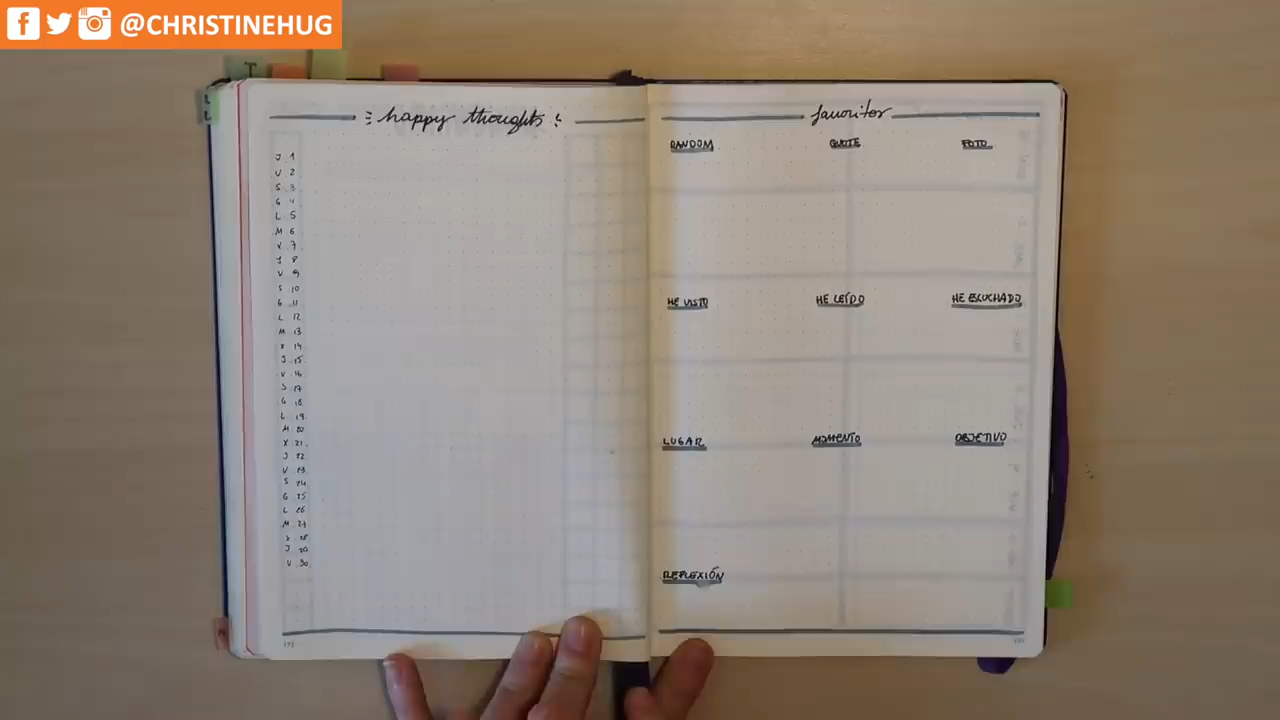 @CHRISTINEHUG
T
happy thoughts
J 1
V 2
S 3
G 4
L 5
M 6
X 7
J 8
V 9
S 10
G 11
L 12
M 13
X 14
J 15
V 16
S 17
G 18
L 19
M 20
X 21
J 22
V 23
S 24
G 25
L 26
M 27
28
J 29
V 30
favoritos
RANDOM QUOTE FOTO
HE VISTO HE LEÍDO HE ESCUCHADO
LUGAR MOMENTO OBJETIVO
REFLEXIÓN